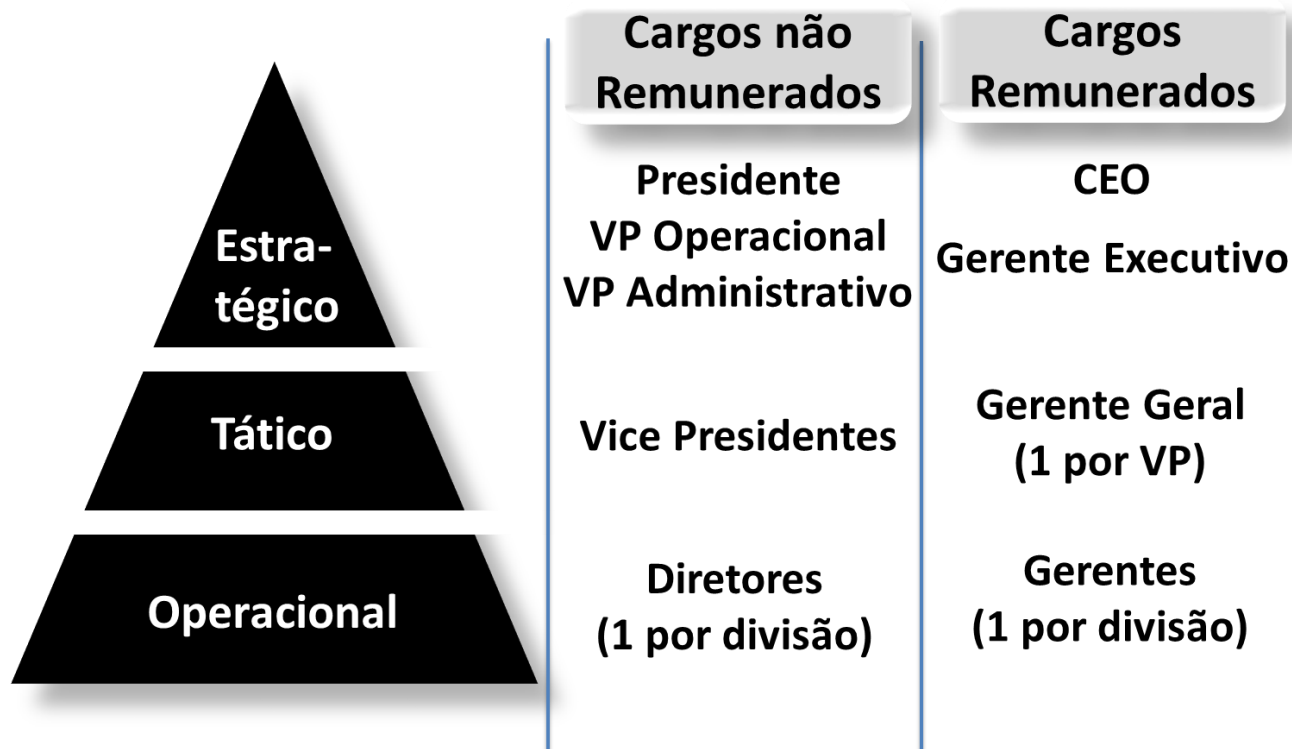 Cargos não
Remunerados
Cargos
Remunerados
Estra-
tégico
Presidente
VP Operacional
VP Administrativo
CEO
Gerente Executivo
Tático
Vice Presidentes
Gerente Geral
(1 por VP)
Operacional
Diretores
(1 por divisão)
Gerentes
(1 por divisão)